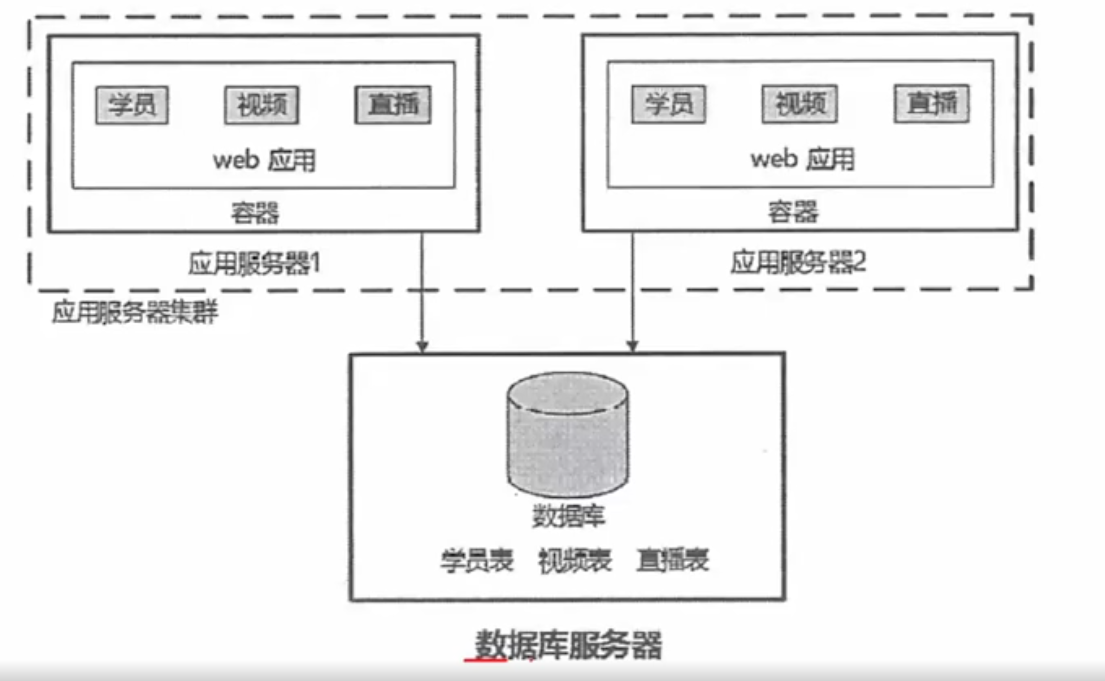 学员 视频 直播 学员 视频 直播
web 应用 web 应用
容器 容器
应用服务器1 应用服务器2
应用服务器集群
数据库
学员表 视频表 直播表
数据库服务器